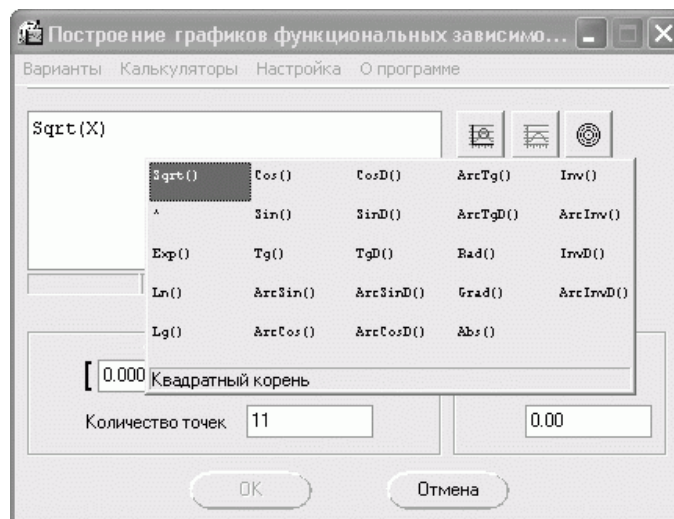 Построение графиков функциональных зависимо...
Варианты Калькуляторы Настройка О программе
Sqrt(X)
Sqrt() Cos() CosD() ArcTg() Inv()
^ Sin() SinD() ArcTgD() ArcInv()
Exp() Tg() TgD() Rad() InvD()
Ln() ArcSin() ArcSinD() Grad() ArcInvD()
Lg() ArcCos() ArcCosD() Abs()
[ 0.000 Квадратный корень
Количество точек 11 0.00
OK Отмена